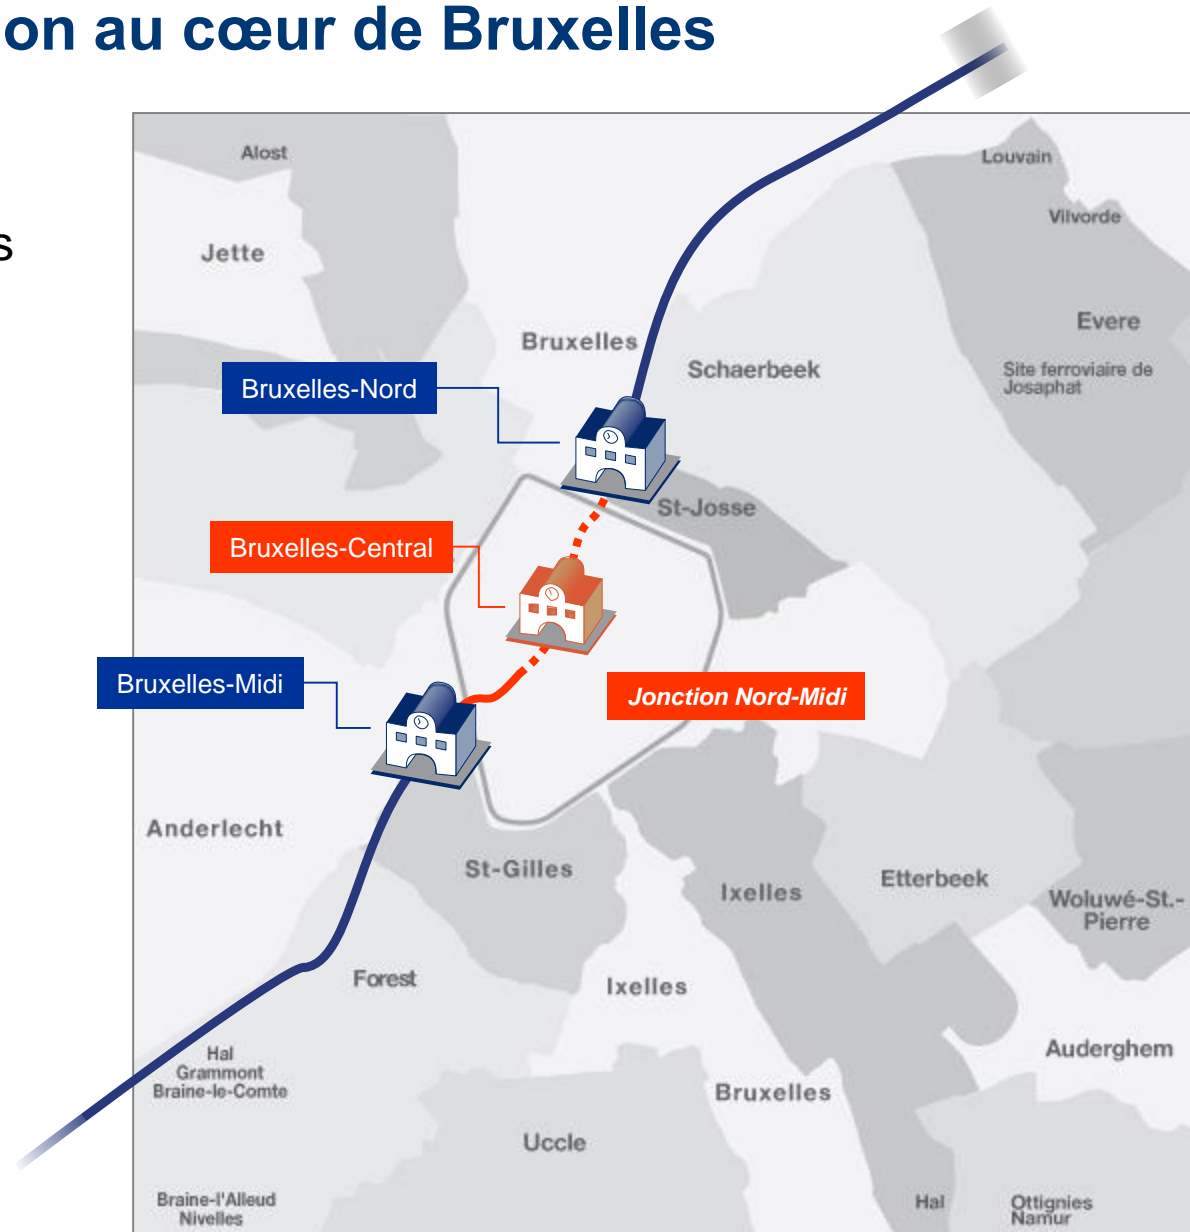 on au cœur de Bruxelles
s
Alost
Louvain
Vilvorde
Jette
Evere
Bruxelles
Schaerbeek
Site ferroviaire de
Josaphat
Bruxelles-Nord
St-Josse
Bruxelles-Central
Bruxelles-Midi
Jonction Nord-Midi
Anderlecht
St-Gilles
Ixelles
Etterbeek
Woluwé-St.-
Pierre
Forest
Ixelles
Hal
Grammont
Braine-le-Comte
Auderghem
Bruxelles
Uccle
Braine-l'Alleud
Nivelles
Hal
Ottignies
Namur